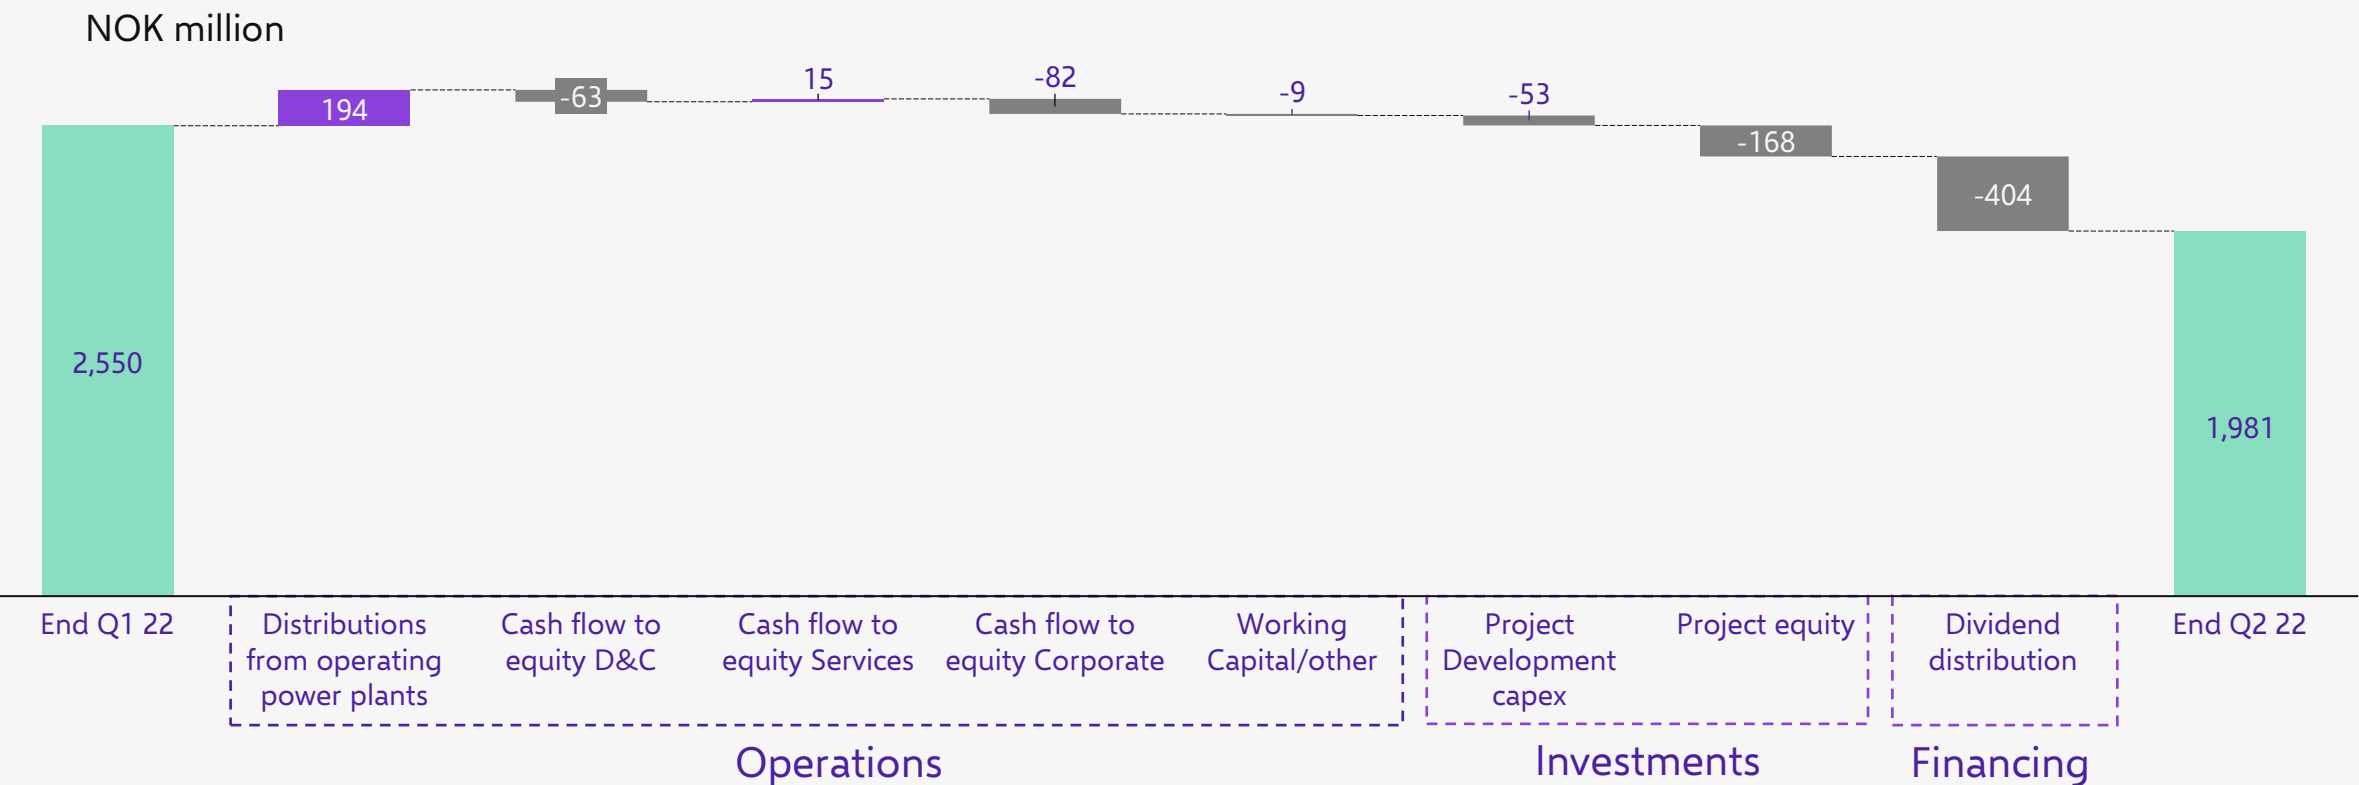 NOK million
194
-63
15
-82
-9
-53
-168
-404
2,550
1,981
End Q1 22
Distributions
from operating
power plants
Cash flow to
equity D&C
Cash flow to
equity Services
Cash flow to
equity Corporate
Working
Capital/other
Project
Development
capex
Project equity
Dividend
distribution
End Q2 22
Operations
Investments
Financing